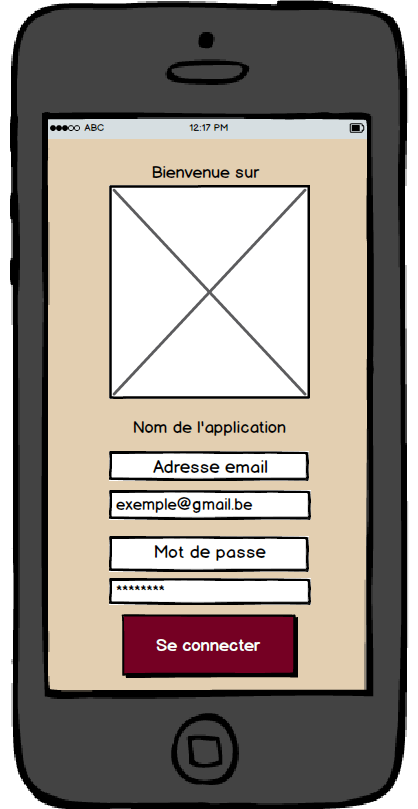 ABC 12:17 PM
Bienvenue sur
Nom de l'application
Adresse email
exemple@gmail.be
Mot de passe
********
Se connecter